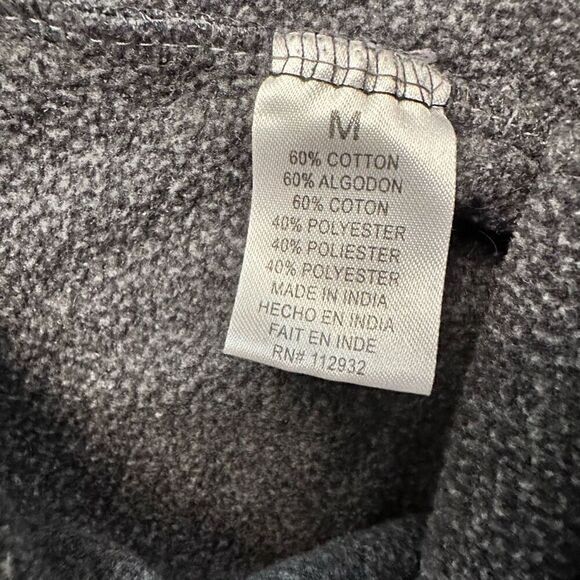 M
60% COTTON
60% ALGODON
60% COTON
40% POLYESTER
40% POLIESTER
40% POLYESTER
MADE IN INDIA
HECHO EN INDIA
FAIT EN INDE
RN# 112932